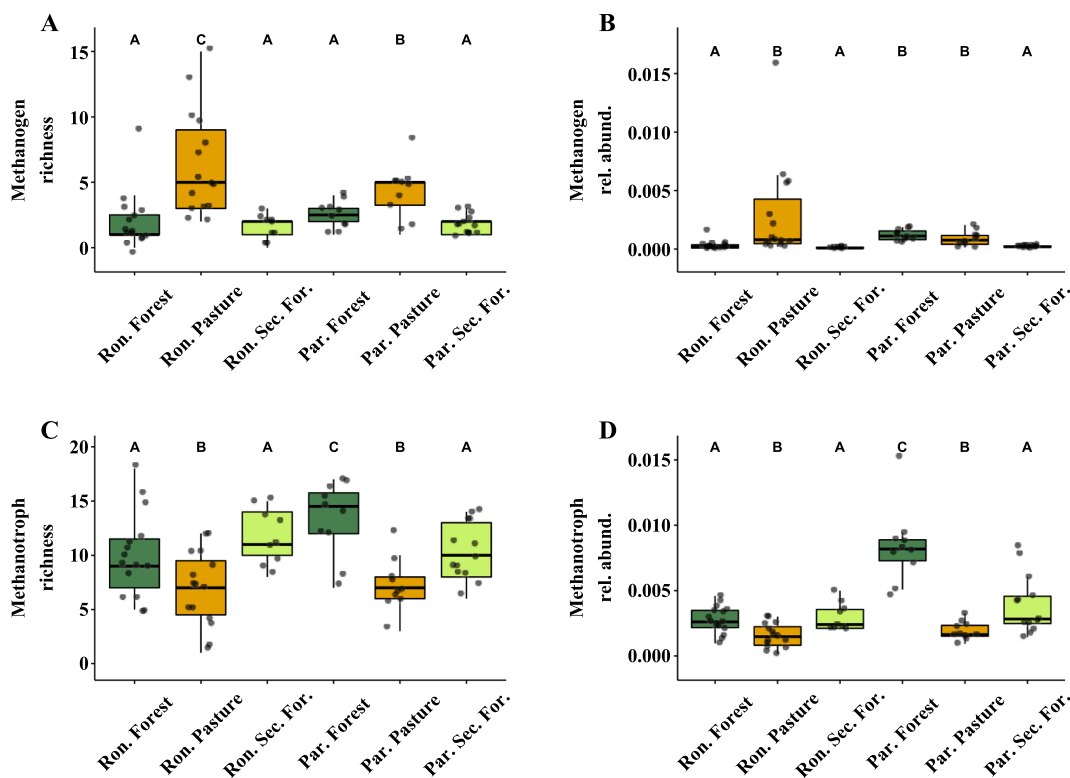 A
A C A A B A
Methanogen
richness
15
10
5
0
Ron. Forest
Ron. Pasture
Ron. Sec. For.
Par. Forest
Par. Pasture
Par. Sec. For.
B
A B A B B A
Methanogen
rel. abund.
0.015
0.010
0.005
0.000
Ron. Forest
Ron. Pasture
Ron. Sec. For.
Par. Forest
Par. Pasture
Par. Sec. For.
C
A B A C B A
Methanotroph
richness
20
15
10
5
0
Ron. Forest
Ron. Pasture
Ron. Sec. For.
Par. Forest
Par. Pasture
Par. Sec. For.
D
A B A C B A
Methanotroph
rel. abund.
0.015
0.010
0.005
0.000
Ron. Forest
Ron. Pasture
Ron. Sec. For.
Par. Forest
Par. Pasture
Par. Sec. For.